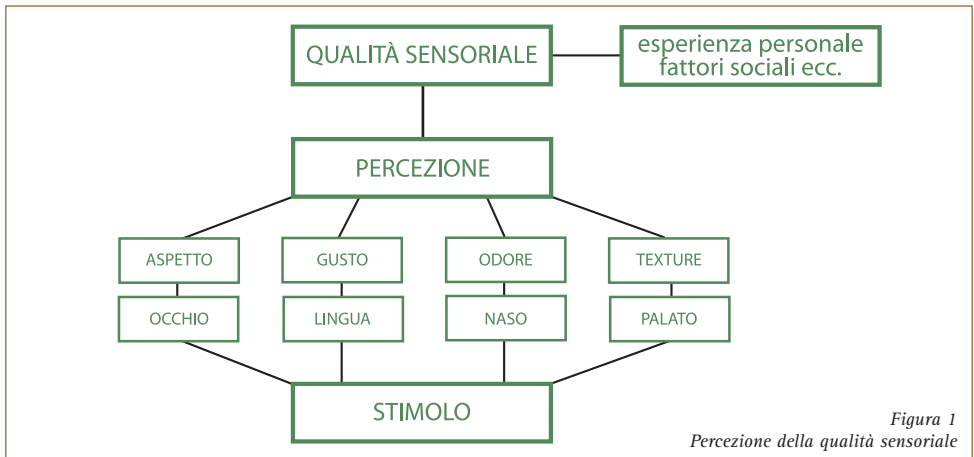 QUALITÀ SENSORIALE
esperienza personale
fattori sociali ecc.
PERCEZIONE
ASPETTO
GUSTO
ODORE
TEXTURE
OCCHIO
LINGUA
NASO
PALATO
STIMOLO
Figura 1
Percezione della qualità sensoriale